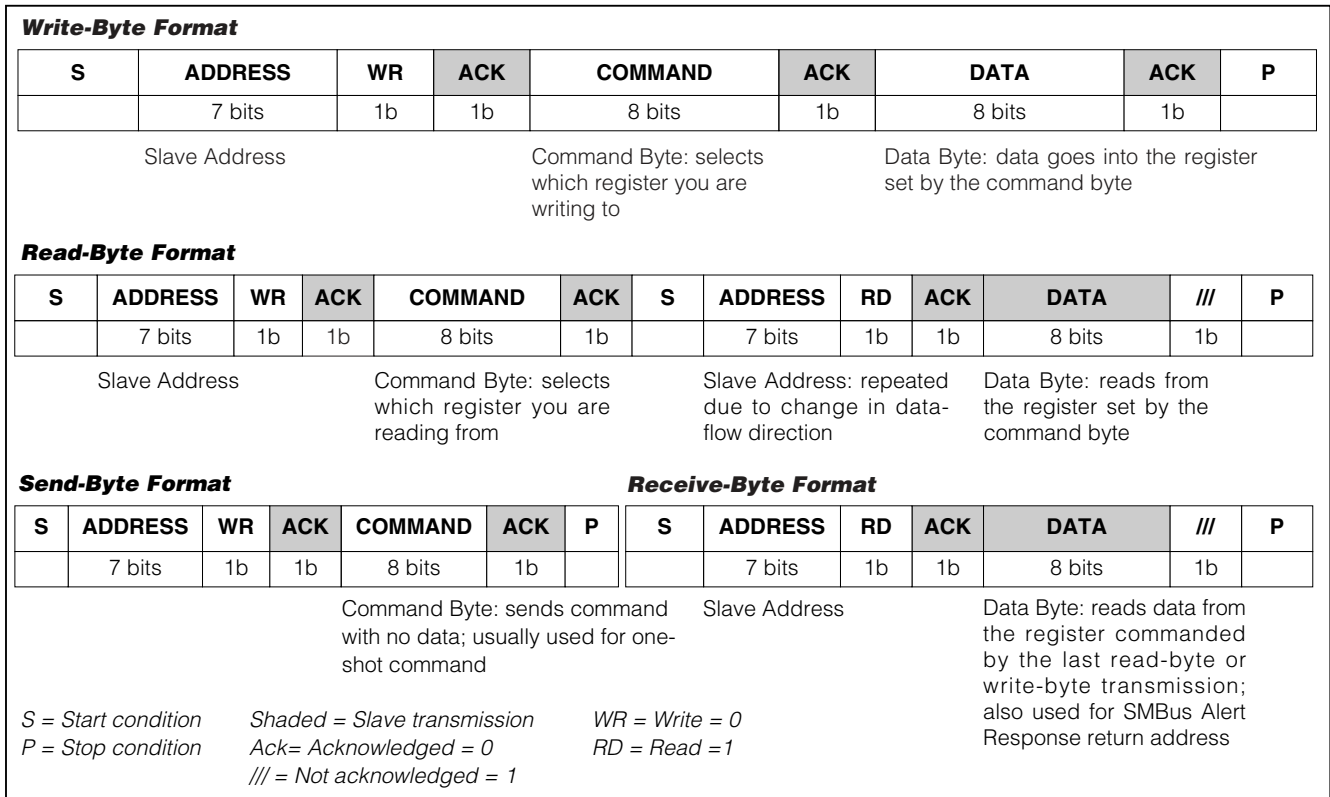 Write-Byte Format
S ADDRESS WR ACK COMMAND ACK DATA ACK P
7 bits 1b 1b 8 bits 1b 8 bits 1b
Slave Address
Command Byte: selects
which register you are
writing to
Data Byte: data goes into the register
set by the command byte
Read-Byte Format
S ADDRESS WR ACK COMMAND ACK S ADDRESS RD ACK DATA /// P
7 bits 1b 1b 8 bits 1b 7 bits 1b 1b 8 bits 1b
Slave Address
Command Byte: selects
which register you are
reading from
Slave Address: repeated
due to change in data-
flow direction
Data Byte: reads from
the register set by the
command byte
Send-Byte Format
S ADDRESS WR ACK COMMAND ACK P
7 bits 1b 1b 8 bits 1b
Command Byte: sends command
with no data; usually used for one-
shot command
Receive-Byte Format
S ADDRESS RD ACK DATA /// P
7 bits 1b 1b 8 bits 1b
Slave Address
Data Byte: reads data from
the register commanded
by the last read-byte or
write-byte transmission;
also used for SMBus Alert
Response return address
S = Start condition
P = Stop condition
Shaded = Slave transmission
Ack= Acknowledged = 0
/// = Not acknowledged = 1
WR = Write = 0
RD = Read =1